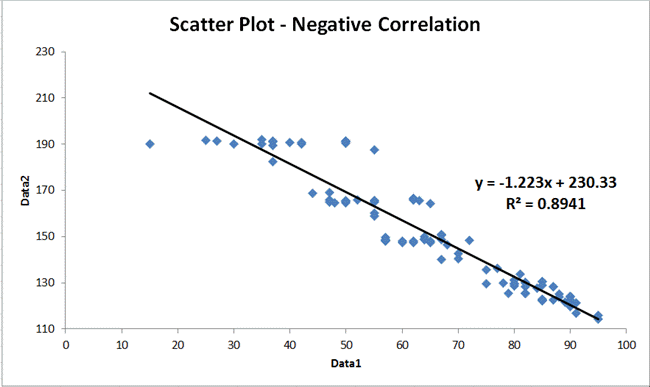 Scatter Plot - Negative Correlation
230
210
190
170
150
130
110
Data2
y = -1.223x + 230.33
R² = 0.8941
0 10 20 30 40 50 60 70 80 90 100
Data1